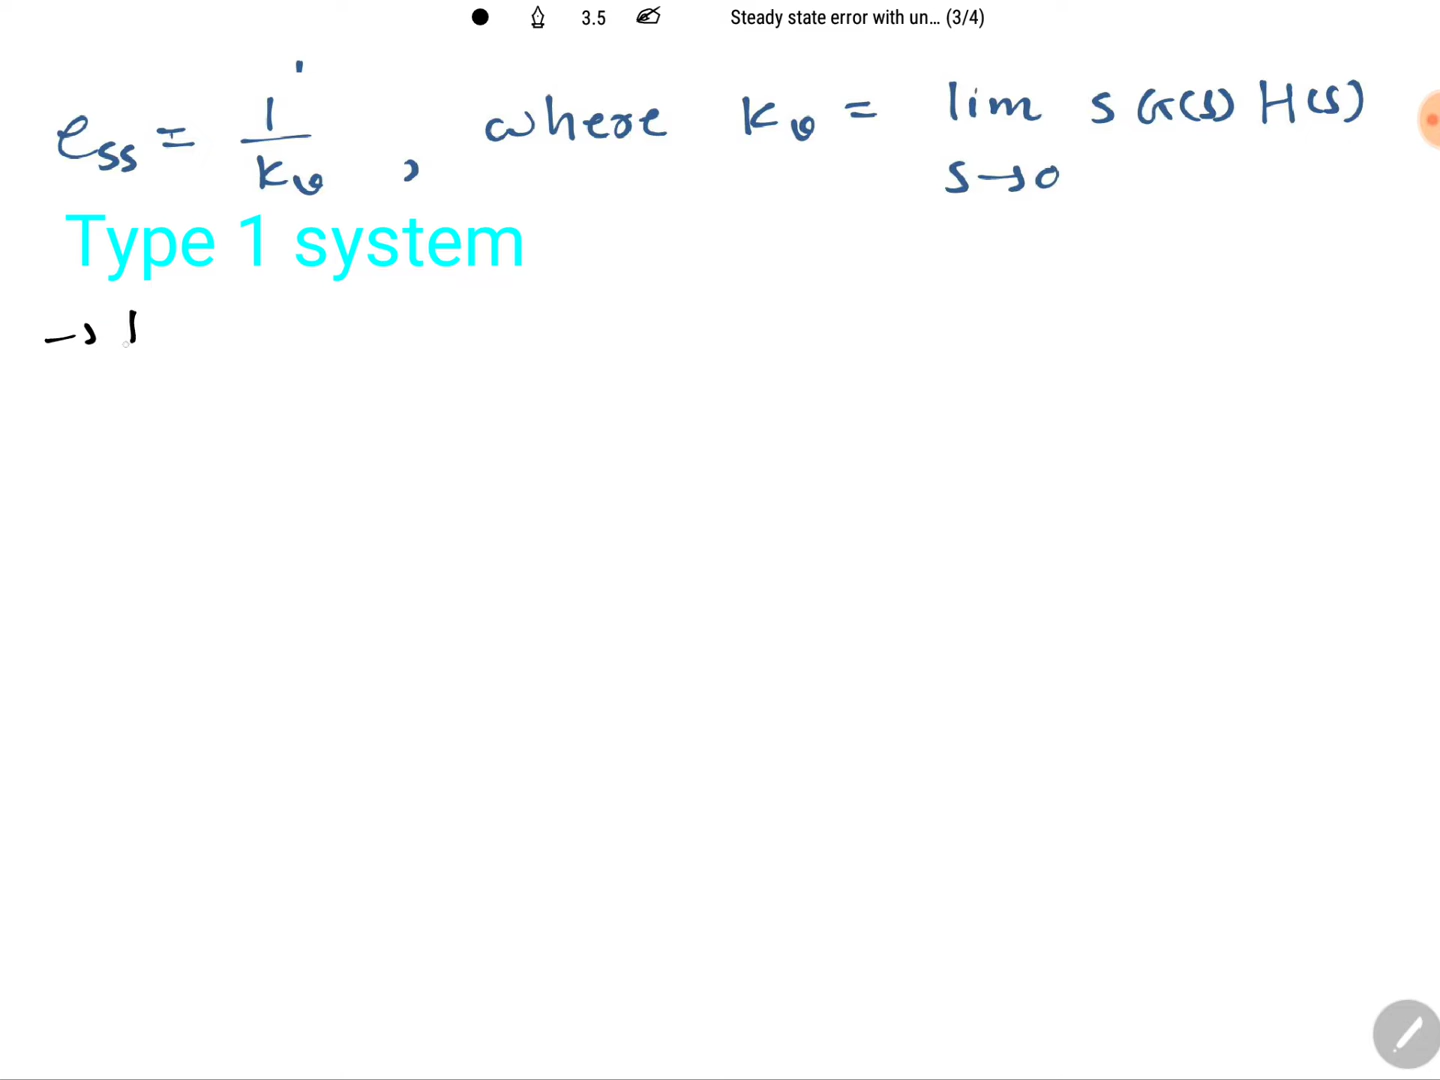 3.5 Steady state error with un... (3/4)
ess = 1/Kv , where Kv = lim s G(s) H(s)
s→0
Type 1 system
→